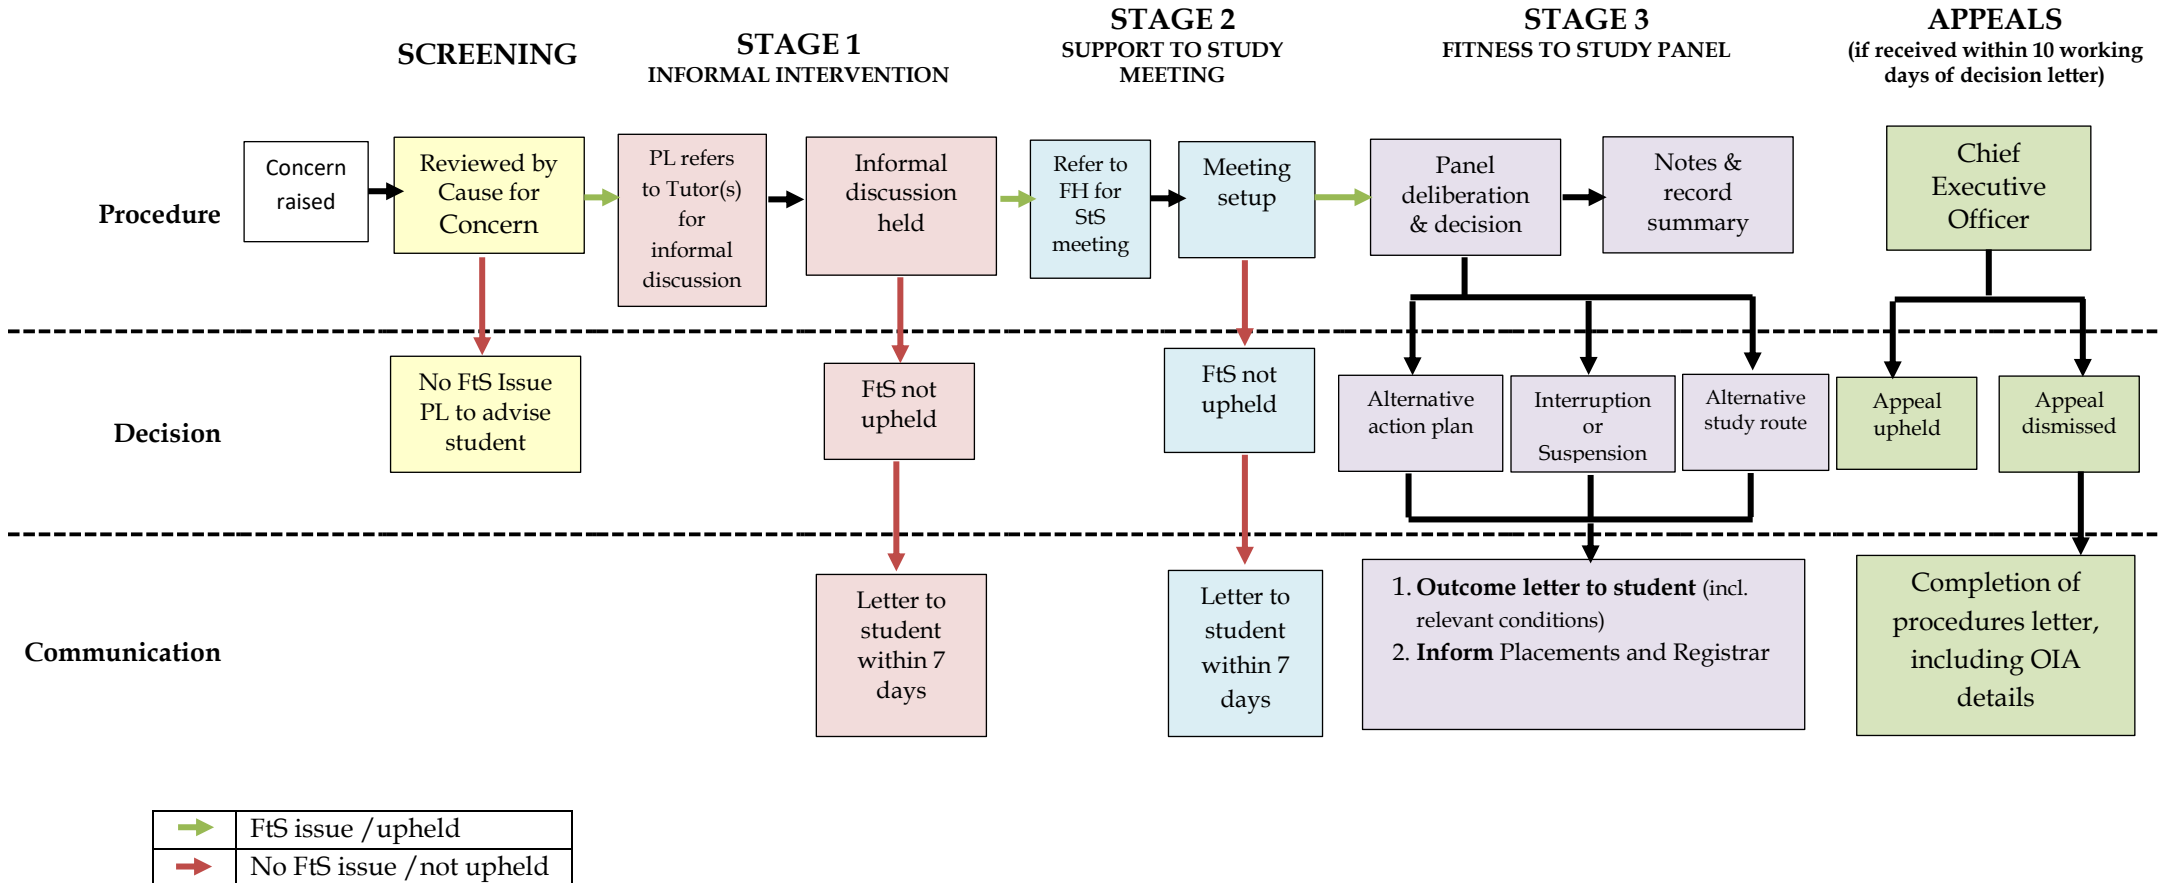 SCREENING
STAGE 1
INFORMAL INTERVENTION
STAGE 2
SUPPORT TO STUDY
MEETING
STAGE 3
FITNESS TO STUDY PANEL
APPEALS
(if received within 10 working
days of decision letter)
Procedure
Concern
raised
Reviewed by
Cause for
Concern
PL refers
to Tutor(s)
for
informal
discussion
Informal
discussion
held
Refer to
FH for
StS
meeting
Meeting
setup
Panel
deliberation
& decision
Notes &
record
summary
Chief
Executive
Officer
Decision
No FtS Issue
PL to advise
student
FtS not
upheld
FtS not
upheld
Alternative
action plan
Interruption
or
Suspension
Alternative
study route
Appeal
upheld
Appeal
dismissed
Communication
Letter to
student
within 7
days
Letter to
student
within 7
days
1. Outcome letter to student (incl.
relevant conditions)
2. Inform Placements and Registrar
Completion of
procedures letter,
including OIA
details
FtS issue /upheld
No FtS issue /not upheld